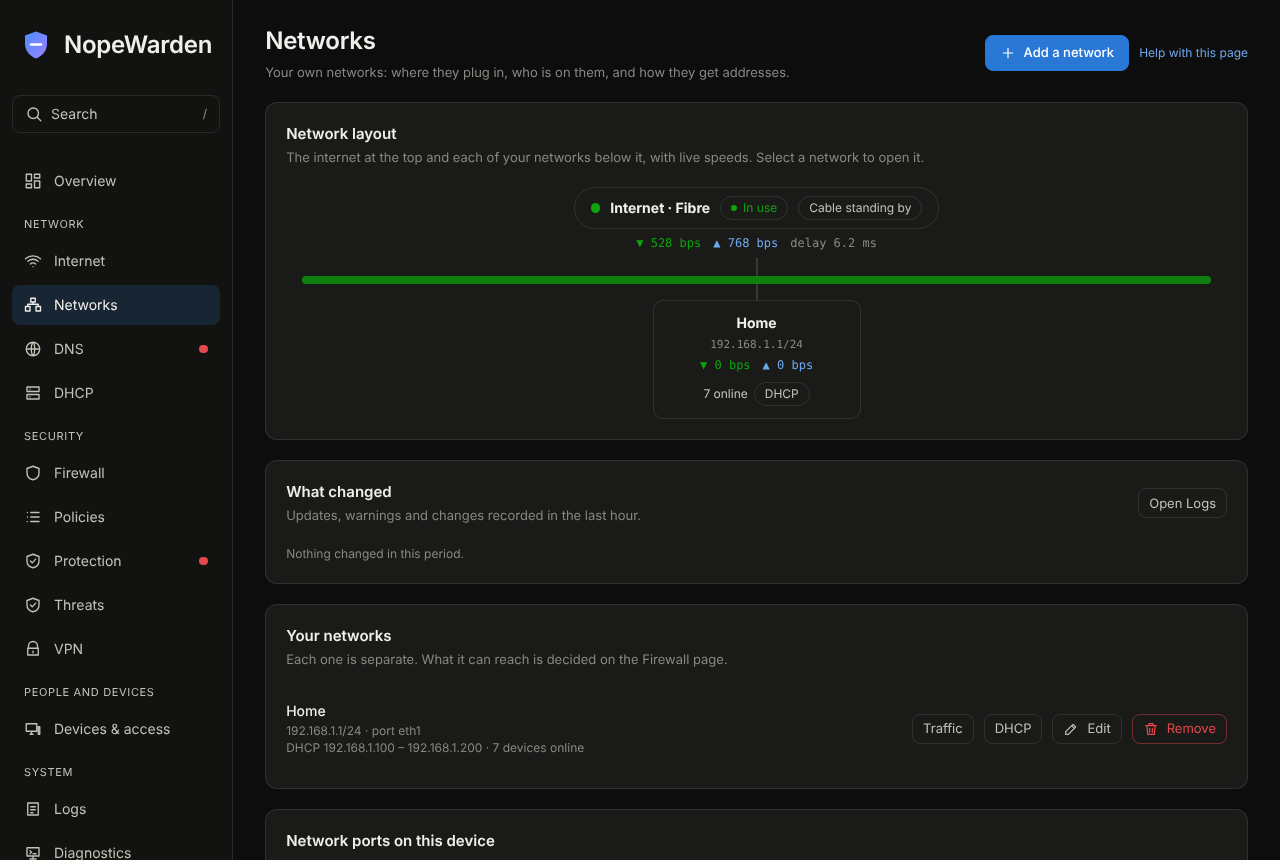 NopeWarden
Search /
Overview
NETWORK
Internet
Networks
DNS
DHCP
SECURITY
Firewall
Policies
Protection
Threats
VPN
PEOPLE AND DEVICES
Devices & access
SYSTEM
Logs
Diagnostics
Networks
Your own networks: where they plug in, who is on them, and how they get addresses.
+ Add a network
Help with this page
Network layout
The internet at the top and each of your networks below it, with live speeds. Select a network to open it.
Internet · Fibre In use Cable standing by
▼ 528 bps ▲ 768 bps delay 6.2 ms
Home
192.168.1.1/24
▼ 0 bps ▲ 0 bps
7 online DHCP
What changed
Updates, warnings and changes recorded in the last hour.
Open Logs
Nothing changed in this period.
Your networks
Each one is separate. What it can reach is decided on the Firewall page.
Home
192.168.1.1/24 · port eth1
DHCP 192.168.1.100 – 192.168.1.200 · 7 devices online
Traffic DHCP Edit Remove
Network ports on this device